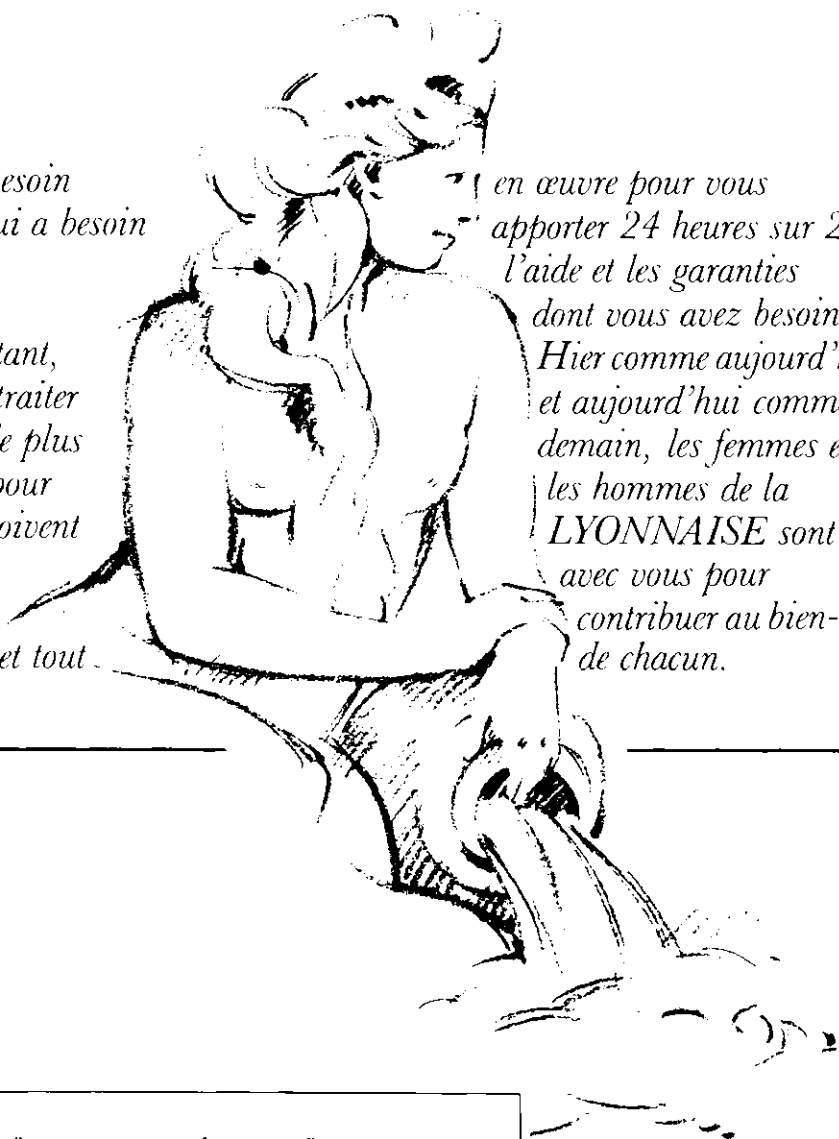 esoin
ui a besoin
tant,
traiter
le plus
pour
oivent
et tout
en œuvre pour vous
apporter 24 heures sur 2
l'aide et les garanties
dont vous avez besoin
Hier comme aujourd'
et aujourd'hui comm
demain, les femmes e
les hommes de la
LYONNAISE sont
avec vous pour
contribuer au bien-
de chacun.